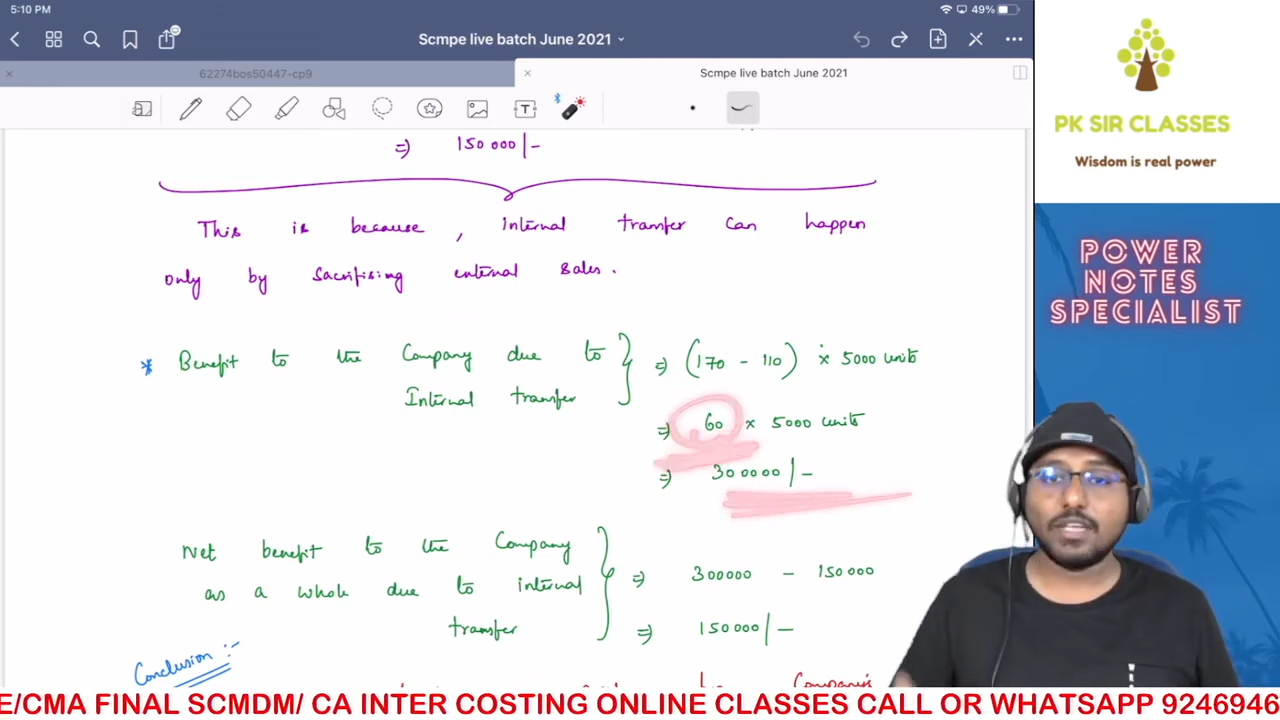 5:10 PM
49%
Scmpe live batch June 2021
62274bos50447-cp9
Scmpe live batch June 2021
=) 150 000/-
This is because, Internal transfer can happen
only by sacrifising external sales.
* Benefit to the Company due to
Internal transfer
=) (170 - 110) × 5000 units
=) 60 × 5000 units
=) 300000/-
Net benefit to the Company
as a whole due to internal
transfer
=) 300000 - 150000
=) 150000/-
Conclusion :-
Company's
PK SIR CLASSES
Wisdom is real power
POWER
NOTES
SPECIALIST
E/CMA FINAL SCMDM/ CA INTER COSTING ONLINE CLASSES CALL OR WHATSAPP 9246946